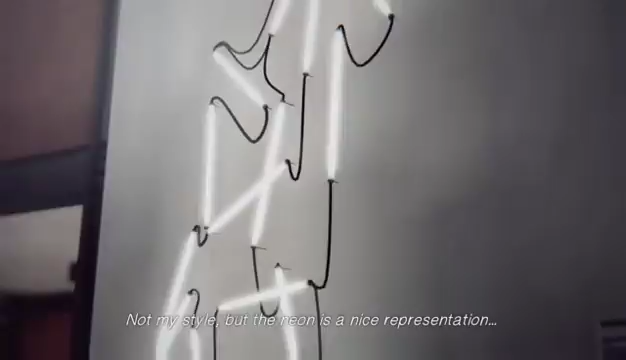 Not my style, but the neon is a nice representation...